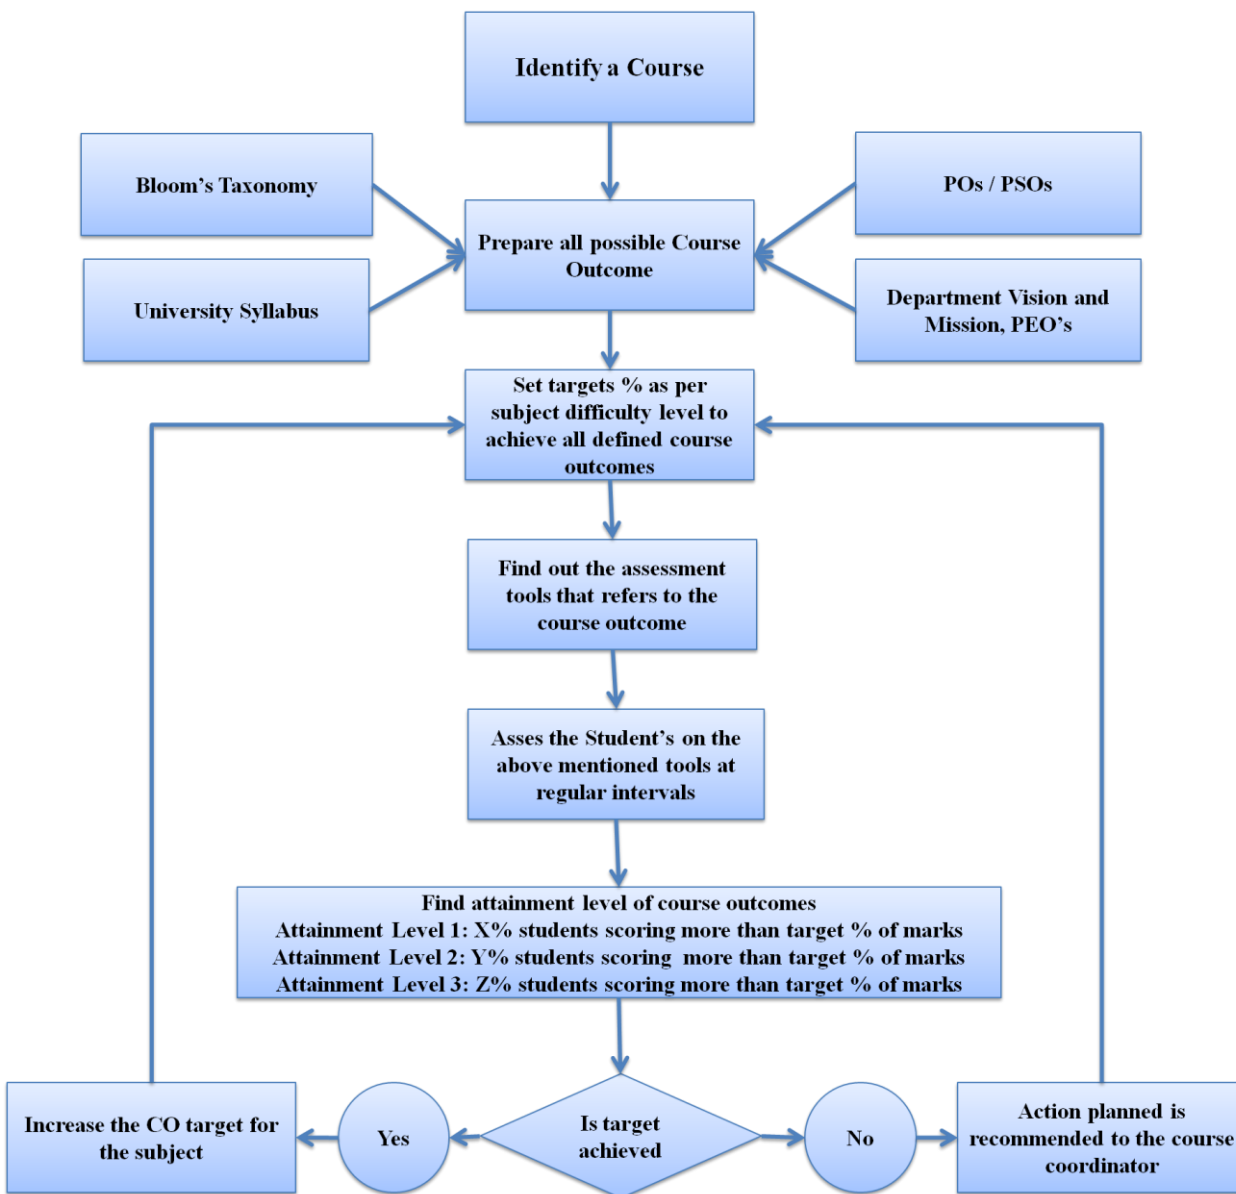 Identify a Course
Bloom's Taxonomy
POs / PSOs
Prepare all possible Course
Outcome
University Syllabus
Department Vision and
Mission, PEO's
Set targets % as per
subject difficulty level to
achieve all defined course
outcomes
Find out the assessment
tools that refers to the
course outcome
Asses the Student's on the
above mentioned tools at
regular intervals
Find attainment level of course outcomes
Attainment Level 1: X% students scoring more than target % of marks
Attainment Level 2: Y% students scoring  more than target % of marks
Attainment Level 3: Z% students scoring more than target % of marks
Increase the CO target for
the subject
Yes
Is target
achieved
No
Action planned is
recommended to the course
coordinator